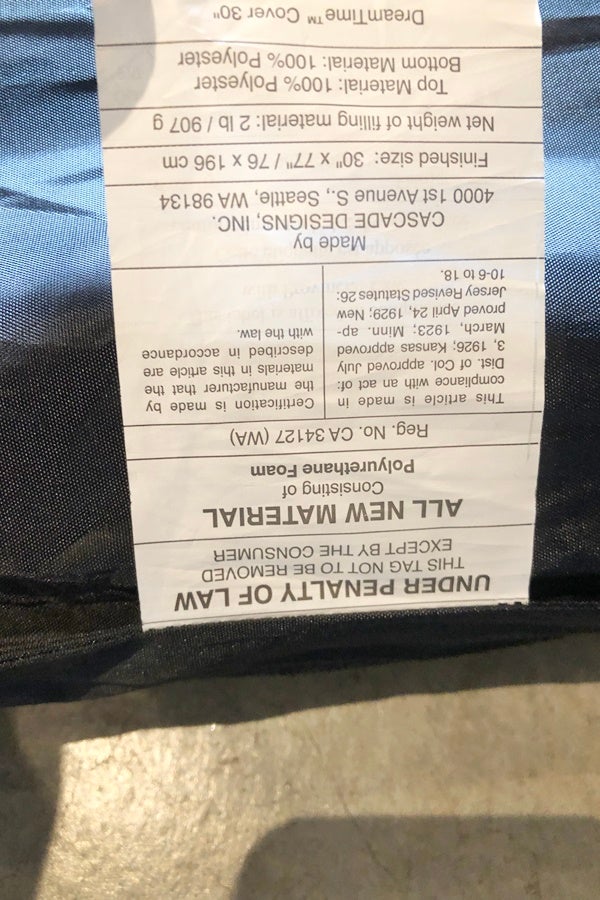 UNDER PENALTY OF LAW
THIS TAG NOT TO BE REMOVED
EXCEPT BY THE CONSUMER
ALL NEW MATERIAL
Consisting of
Polyurethane Foam
Reg. No. CA 34127 (WA)
This article is made in
compliance with an act of:
Dist. of Col. approved July
3, 1926; Kansas approved
March, 1923; Minn. ap-
proved April 24, 1929; New
Jersey Revised Statutes 26:
10-6 to 18.
Certification is made by
the manufacturer that the
materials in this article are
described in accordance
with the law.
Made by
CASCADE DESIGNS, INC.
4000 1st Avenue S., Seattle, WA 98134
Finished size: 30" x 77" / 76 x 196 cm
Net weight of filling material: 2 lb / 907 g
Top Material: 100% Polyester
Bottom Material: 100% Polyester
DreamTime™ Cover 30"